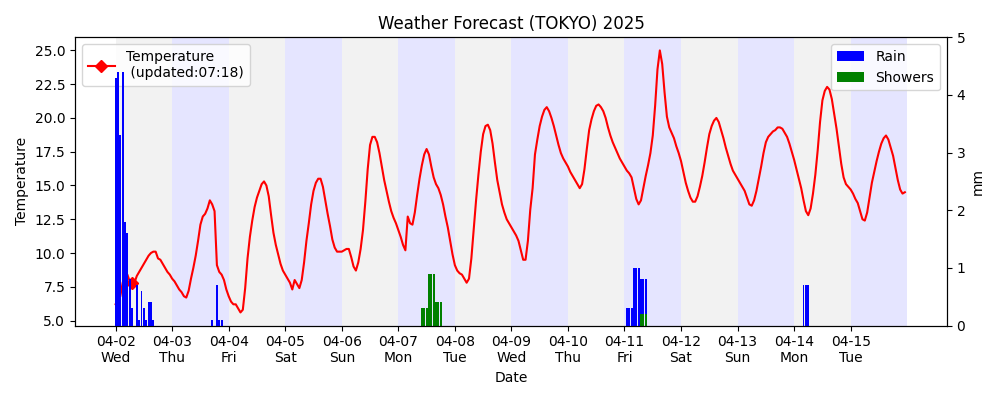 Weather Forecast (TOKYO) 2025
Temperature
(updated:07:18)
Rain
Showers
25.0
22.5
20.0
17.5
15.0
12.5
10.0
7.5
5.0
Temperature
5
4
3
2
1
0
mm
04-02 04-03 04-04 04-05 04-06 04-07 04-08 04-09 04-10 04-11 04-12 04-13 04-14 04-15
Wed Thu Fri Sat Sun Mon Tue Wed Thu Fri Sat Sun Mon Tue
Date